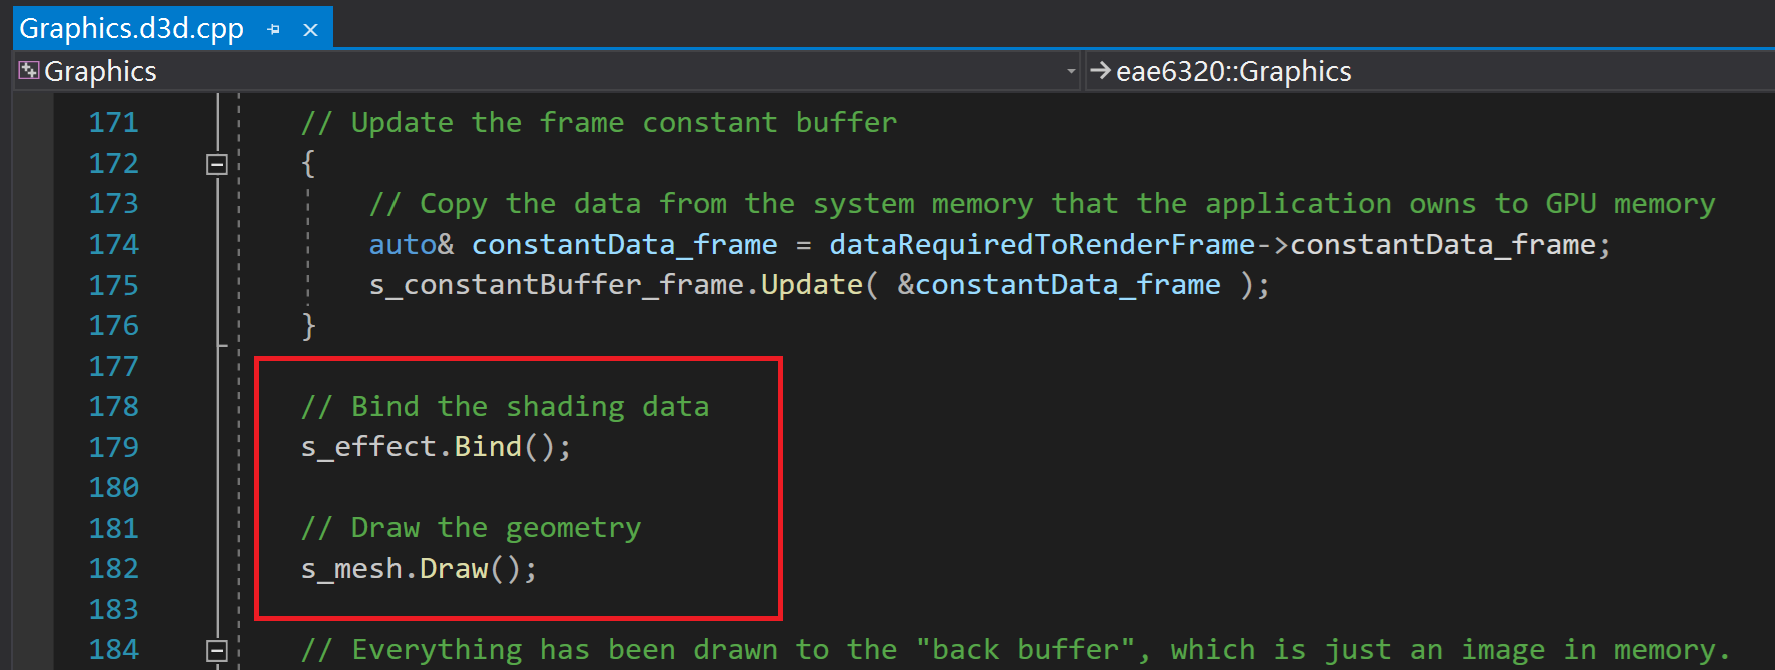 Graphics.d3d.cpp
Graphics
eae6320::Graphics
171 // Update the frame constant buffer
172 {
173 // Copy the data from the system memory that the application owns to GPU memory
174 auto& constantData_frame = dataRequiredToRenderFrame->constantData_frame;
175 s_constantBuffer_frame.Update( &constantData_frame );
176 }
177
178 // Bind the shading data
179 s_effect.Bind();
180
181 // Draw the geometry
182 s_mesh.Draw();
183
184 // Everything has been drawn to the "back buffer", which is just an image in memory.